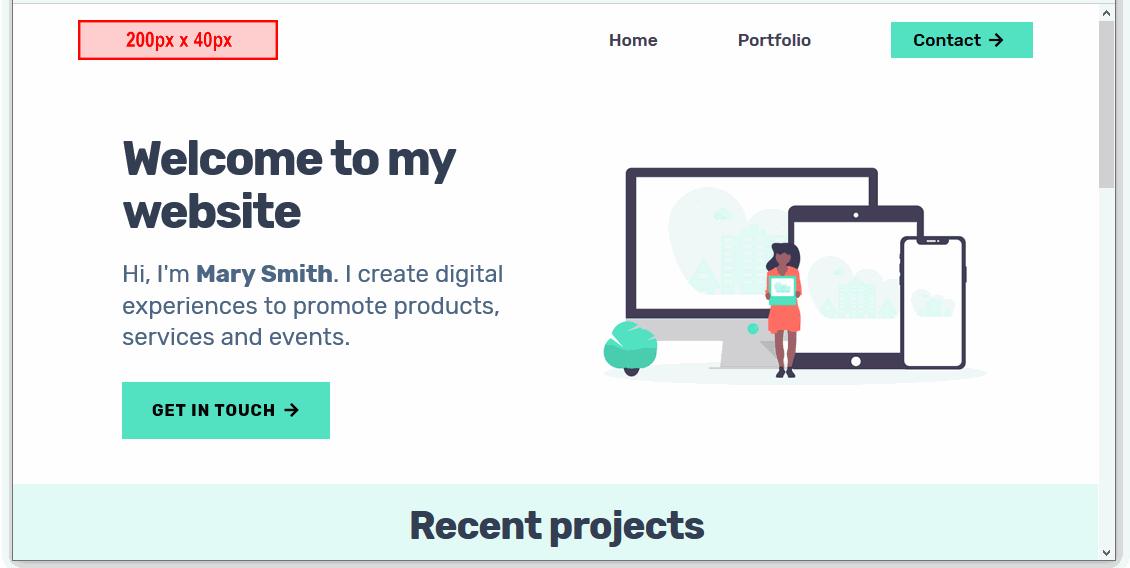 200px x 40px
Home Portfolio Contact →
Welcome to my
website
Hi, I'm Mary Smith. I create digital
experiences to promote products,
services and events.
GET IN TOUCH →
Recent projects